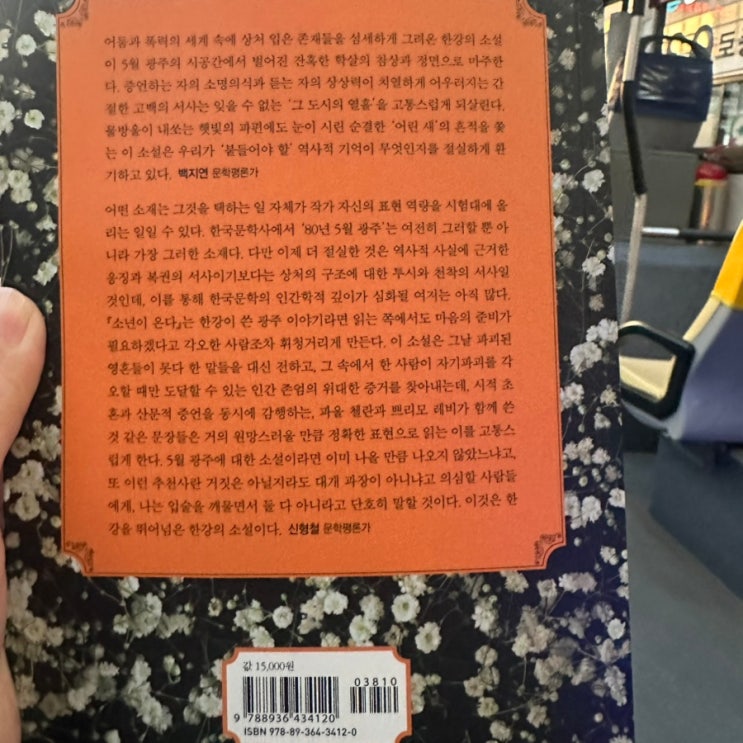 어둠과 폭력의 세계 속에 상처 입은 존재들을 섬세하게 그려온 한강의 소설
이 5월 광주의 시공간에서 벌어진 잔혹한 학살의 참상과 정면으로 마주한
다. 증언하는 자의 소명의식과 듣는 자의 상상력이 치열하게 어우러지는 간
절한 고백의 서사는 잊을 수 없는 '그 도시의 열흘'을 고통스럽게 되살린다.
물방울이 내쏘는 햇빛의 파편에도 눈이 시린 순결한 '어린 새'의 흔적을 쫓
는 이 소설은 우리가 '붙들어야 할' 역사적 기억이 무엇인지를 절실하게 환
기하고 있다. 백지연 문학평론가
어떤 소재는 그것을 택하는 일 자체가 작가 자신의 표현 역량을 시험대에 올
리는 일일 수 있다. 한국문학사에서 '80년 5월 광주'는 여전히 그러할 뿐 아
니라 가장 그러한 소재다. 다만 이제 더 절실한 것은 역사적 사실에 근거한
응징과 복권의 서사이기보다는 상처의 구조에 대한 투시와 천착의 서사일
것인데, 이를 통해 한국문학의 인간학적 깊이가 심화될 여지는 아직 많다.
『소년이 온다』는 한강이 쓴 광주 이야기라면 읽는 쪽에서도 마음의 준비가
필요하겠다고 각오한 사람조차 휘청거리게 만든다. 이 소설은 그날 파괴된
영혼들이 못다 한 말들을 대신 전하고, 그 속에서 한 사람이 자기파괴를 각
오할 때만 도달할 수 있는 인간 존엄의 위대한 증거를 찾아내는데, 시적 초
혼과 산문적 증언을 동시에 감행하는, 파울 첼란과 쁘리모 레비가 함께 쓴
것 같은 문장들은 거의 원망스러울 만큼 정확한 표현으로 읽는 이를 고통스
럽게 한다. 5월 광주에 대한 소설이라면 이미 나올 만큼 나오지 않았느냐고,
또 이런 추천사란 거짓은 아닐지라도 대개 과장이 아니냐고 의심할 사람들
에게, 나는 입술을 깨물면서 둘 다 아니라고 단호히 말할 것이다. 이것은 한
강을 뛰어넘은 한강의 소설이다. 신형철 문학평론가
값 15,000원
03810
9 788936 434120
ISBN 978-89-364-3412-0